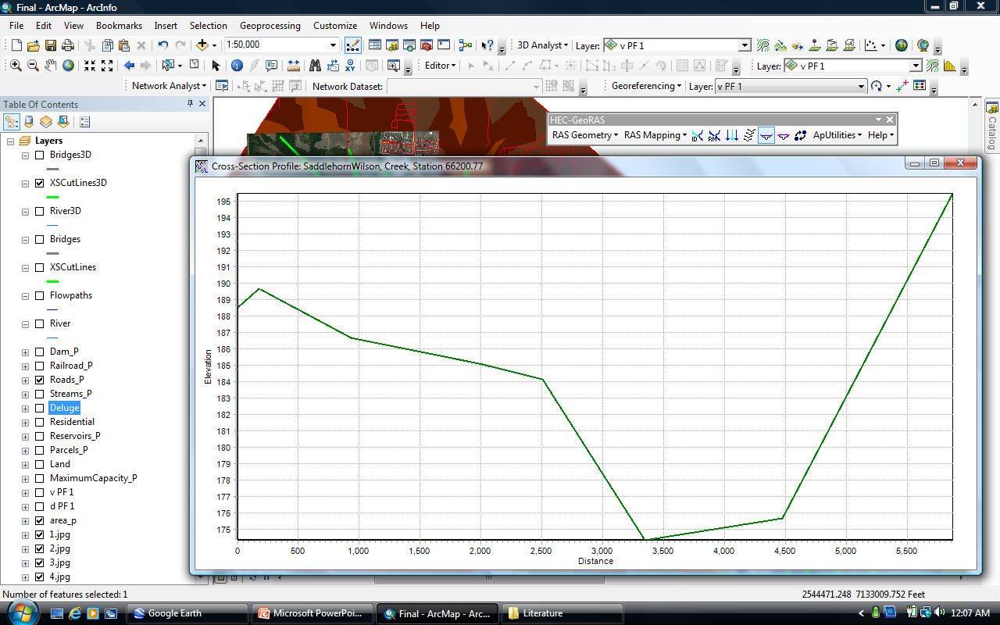 Final - ArcMap - ArcInfo
File Edit View Bookmarks Insert Selection Geoprocessing Customize Windows Help
1:50,000 3D Analyst Layer: v PF 1
Editor Layer: v PF 1
Network Analyst Network Dataset: Georeferencing Layer: v PF 1
Table Of Contents
Layers
Bridges3D
XSCutLines3D
River3D
Bridges
XSCutLines
Flowpaths
River
Dam_P
Railroad_P
Roads_P
Streams_P
Deluge
Residential
Reservoirs_P
Parcels_P
Land
MaximumCapacity_P
v PF 1
d PF 1
area_p
1.jpg
2.jpg
3.jpg
4.jpg
HEC-GeoRAS
RAS Geometry RAS Mapping ID RM ApUtilities Help
Catalog
Cross-Section Profile: SaddlehornWilson, Creek, Station 66200.77
195
194
193
192
191
190
189
188
187
186
185
184
183
182
181
180
179
178
177
176
175
Elevation
0 500 1,000 1,500 2,000 2,500 3,000 3,500 4,000 4,500 5,000 5,500
Distance
Number of features selected: 1
2544471.248 7133009.752 Feet
Google Earth Microsoft PowerPoi... Final - ArcMap - Arc... Literature 12:07 AM